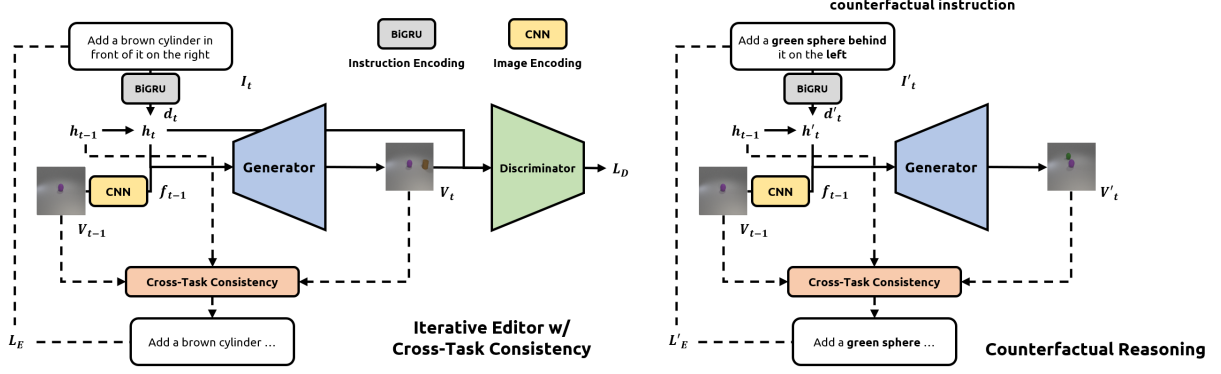 counterfactual instruction
Add a brown cylinder in
front of it on the right
BiGRU
Instruction Encoding
CNN
Image Encoding
I_t
BiGRU
d_t
h_{t−1}
h_t
Generator
Discriminator
L_D
CNN
f_{t−1}
V_t
V_{t−1}
Cross-Task Consistency
L_E
Add a brown cylinder ...
Iterative Editor w/
Cross-Task Consistency
Add a green sphere behind
it on the left
I'_t
BiGRU
d'_t
h_{t−1}
h'_t
Generator
CNN
f_{t−1}
V'_t
V_{t−1}
Cross-Task Consistency
L'_E
Add a green sphere ...
Counterfactual Reasoning